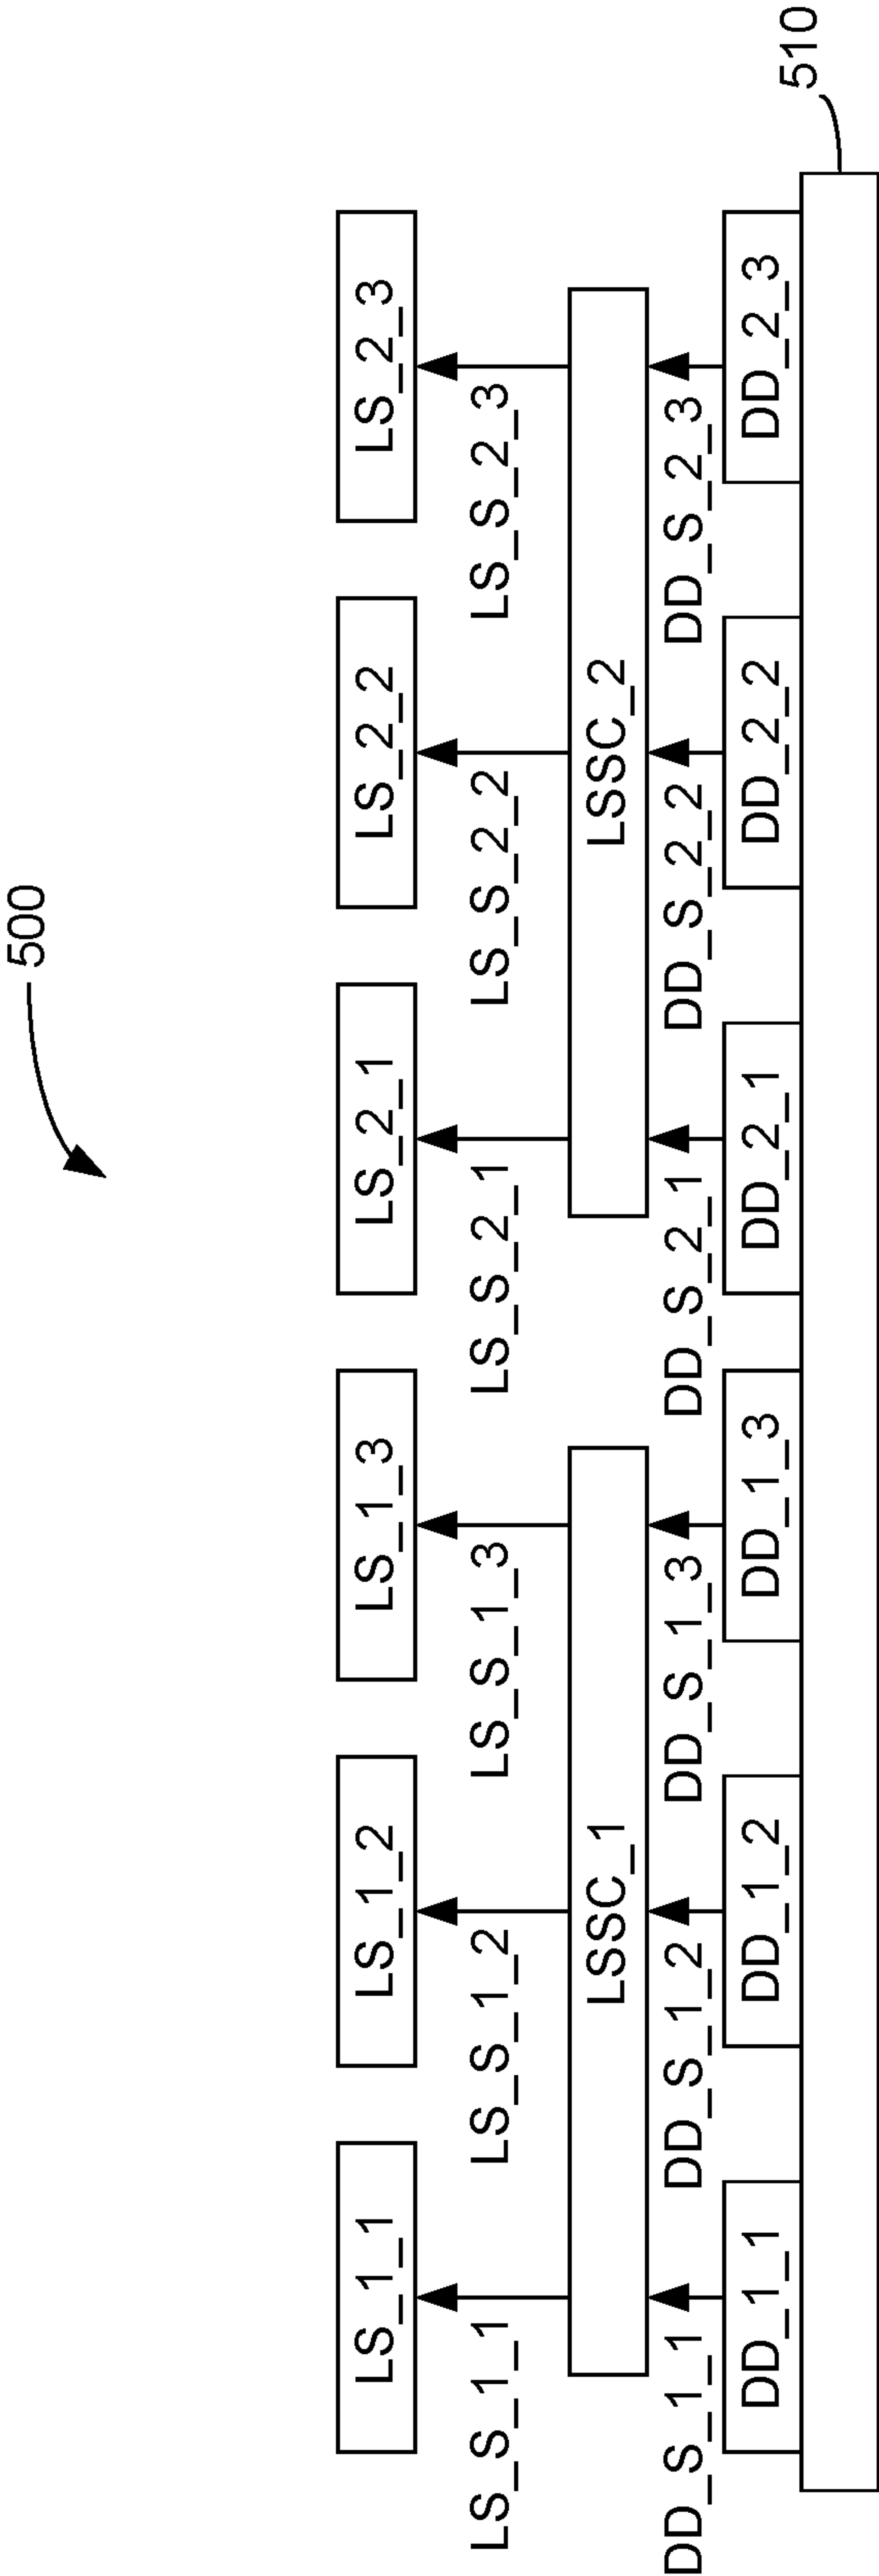 500
LS_1_1
LS_1_2
LS_1_3
LS_2_1
LS_2_2
LS_2_3
LS_S_1_1
LS_S_1_2
LS_S_1_3
LS_S_2_1
LS_S_2_2
LS_S_2_3
LSSC_1
LSSC_2
DD_S_1_1
DD_S_1_2
DD_S_1_3
DD_S_2_1
DD_S_2_2
DD_S_2_3
DD_1_1
DD_1_2
DD_1_3
DD_2_1
DD_2_2
DD_2_3
510